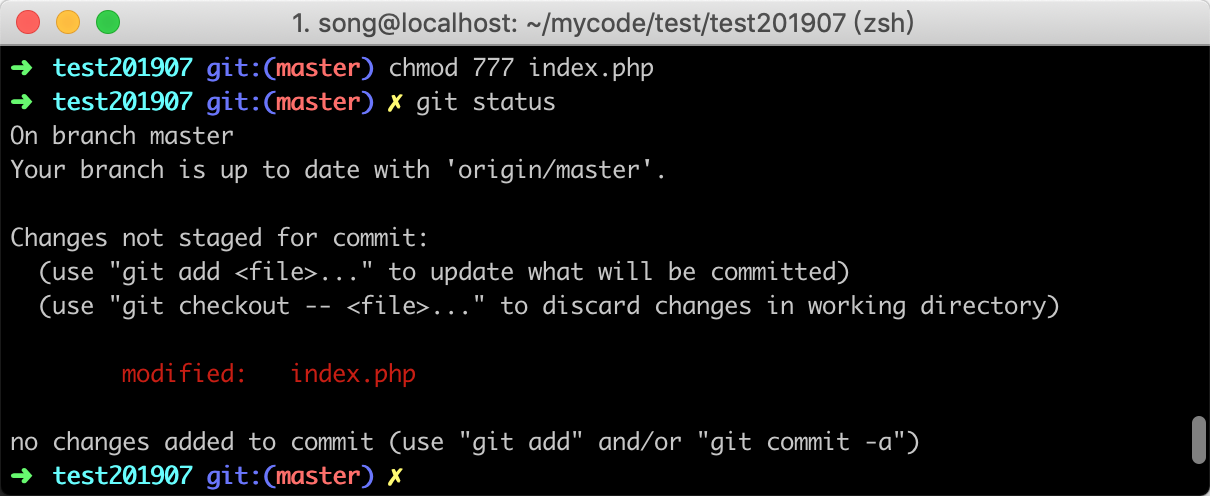 1. song@localhost: ~/mycode/test/test201907 (zsh)
➜ test201907 git:(master) chmod 777 index.php
➜ test201907 git:(master) ✗ git status
On branch master
Your branch is up to date with 'origin/master'.
Changes not staged for commit:
(use "git add <file>..." to update what will be committed)
(use "git checkout -- <file>..." to discard changes in working directory)
modified: index.php
no changes added to commit (use "git add" and/or "git commit -a")
➜ test201907 git:(master) ✗